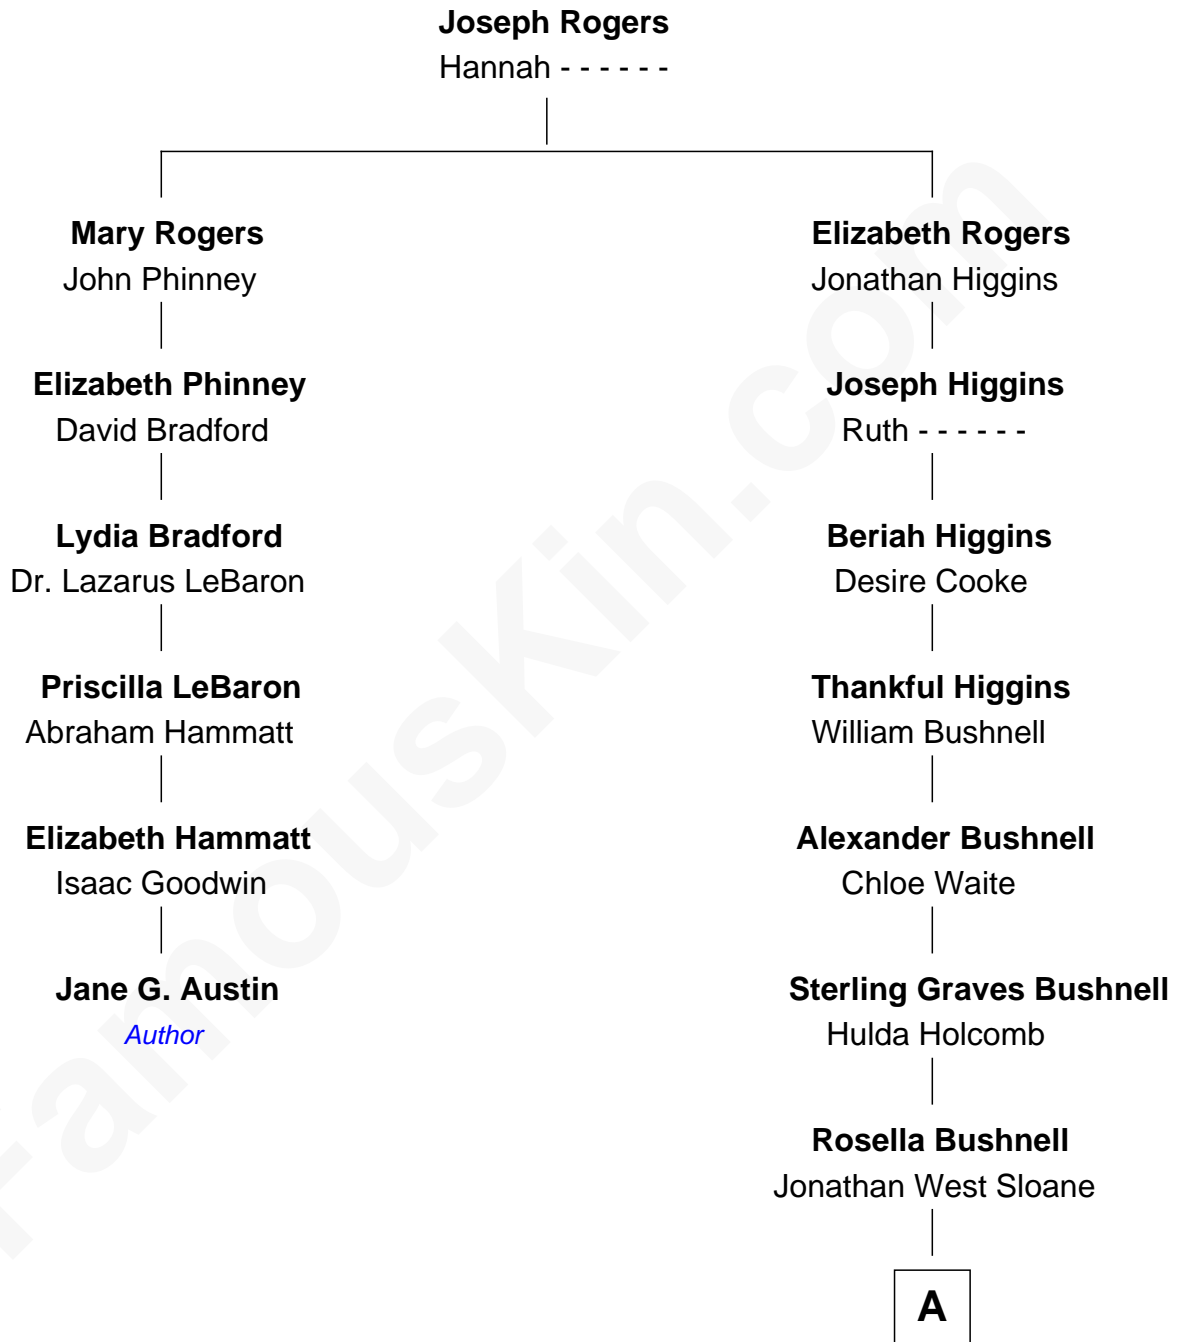 Joseph Rogers
Hannah - - - - - -
Mary Rogers
John Phinney
Elizabeth Rogers
Jonathan Higgins
Elizabeth Phinney
David Bradford
Joseph Higgins
Ruth - - - - - -
Lydia Bradford
Dr. Lazarus LeBaron
Beriah Higgins
Desire Cooke
Priscilla LeBaron
Abraham Hammatt
Thankful Higgins
William Bushnell
Elizabeth Hammatt
Isaac Goodwin
Alexander Bushnell
Chloe Waite
Jane G. Austin
Author
Sterling Graves Bushnell
Hulda Holcomb
Rosella Bushnell
Jonathan West Sloane
A
FamousKin.com